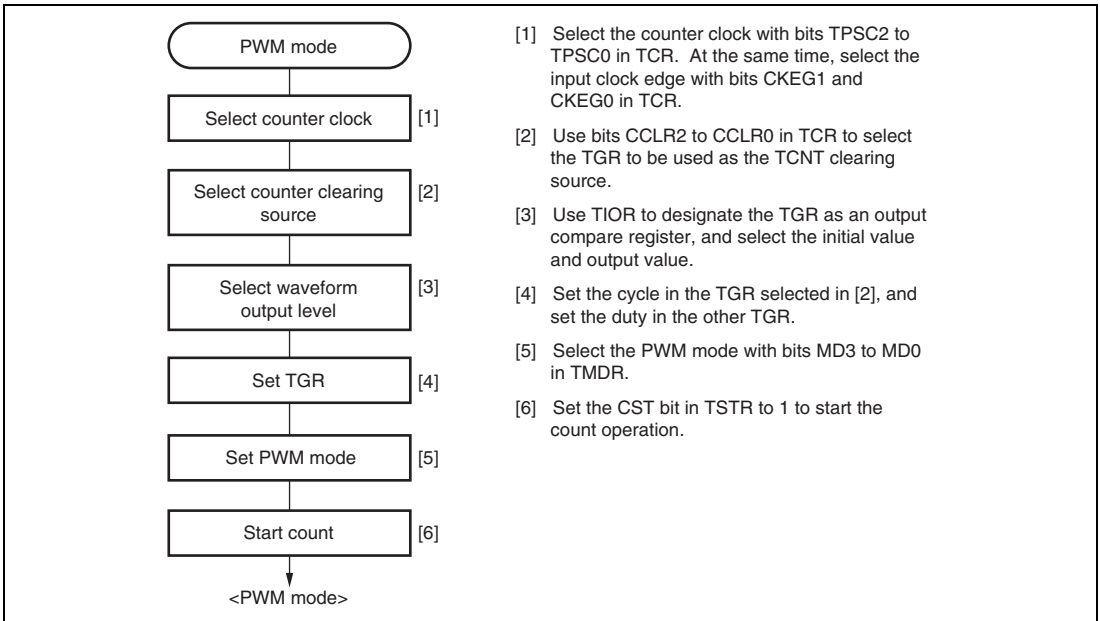 PWM mode
Select counter clock
[1]
Select counter clearing
source
[2]
Select waveform
output level
[3]
Set TGR
[4]
Set PWM mode
[5]
Start count
[6]
<PWM mode>
[1] Select the counter clock with bits TPSC2 to
TPSC0 in TCR. At the same time, select the
input clock edge with bits CKEG1 and
CKEG0 in TCR.
[2] Use bits CCLR2 to CCLR0 in TCR to select
the TGR to be used as the TCNT clearing
source.
[3] Use TIOR to designate the TGR as an output
compare register, and select the initial value
and output value.
[4] Set the cycle in the TGR selected in [2], and
set the duty in the other TGR.
[5] Select the PWM mode with bits MD3 to MD0
in TMDR.
[6] Set the CST bit in TSTR to 1 to start the
count operation.